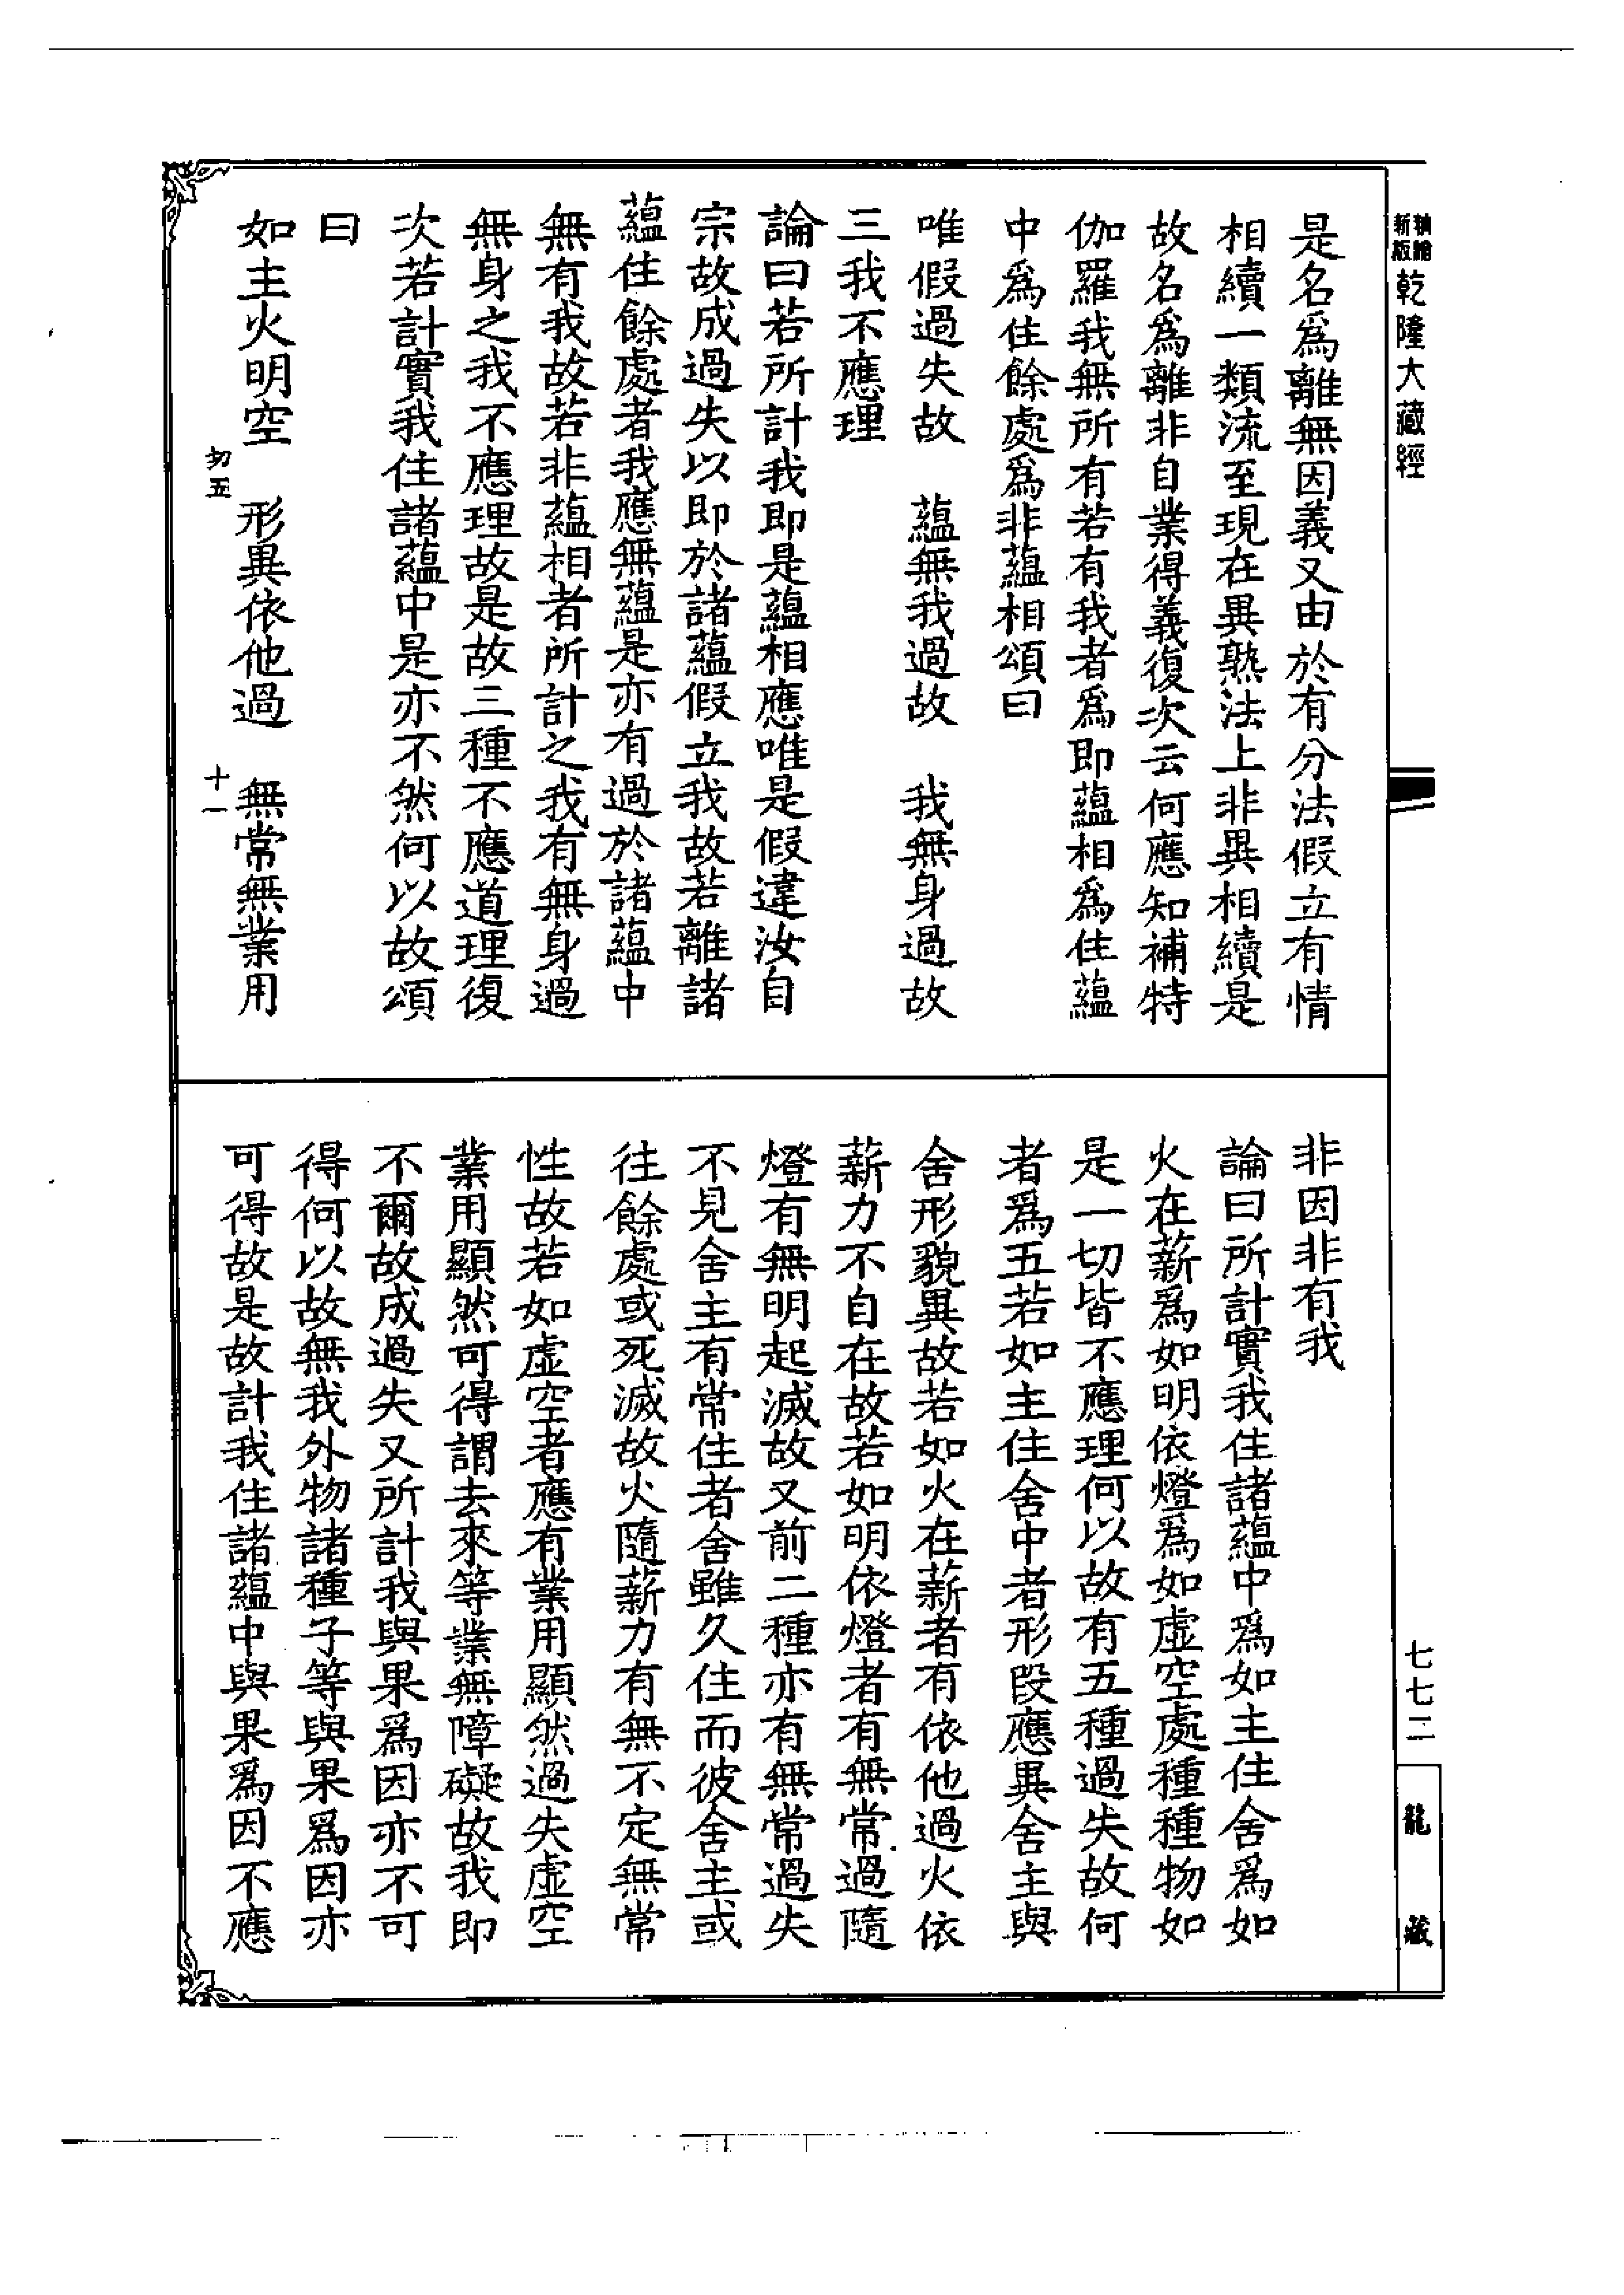 新版
乾隆大藏經
七七二
龍藏
是名爲離無因義又由於有分法假立有情
相續一類流至現在異熟法上非異相續是
故名爲離非自業得義復次云何應知補特
伽羅我無所有若有我者爲即蘊相爲住蘊
中爲住餘處爲非蘊相頌曰
唯假過失故　蘊無我過故　我無身過故
三我不應理
論曰若所計我即是蘊相應唯是假違汝自
宗故成過失以即於諸蘊假立我故若離諸
蘊住餘處者我應無蘊是亦有過於諸蘊中
無有我故若非蘊相者所計之我有無身過
無身之我不應理故是故三種不應道理復
次若計實我住諸蘊中是亦不然何以故頌
曰
如主火明空　形異依他過　無常無業用
十一
非因非有我
論曰所計實我住諸蘊中爲如主住舍爲如
火在薪爲如明依燈爲如虛空處種種物如
是一切皆不應理何以故有五種過失故何
者爲五若如主住舍中者形段應異舍主與
舍形貌異故若如火在薪者有依他過火依
薪力不自在故若如明依燈者有無常過隨
燈有無明起滅故又前二種亦有無常過失
不見舍主有常住者舍雖久住而彼舍主或
往餘處或死滅故火隨薪力有無不定無常
性故若如虛空者應有業用顯然過失虛空
業用顯然可得謂去來等業無障礙故我即
不爾故成過失又所計我與果爲因亦不可
得何以故無我外物諸種子等與果爲因亦
可得故是故計我住諸蘊中與果爲因不應